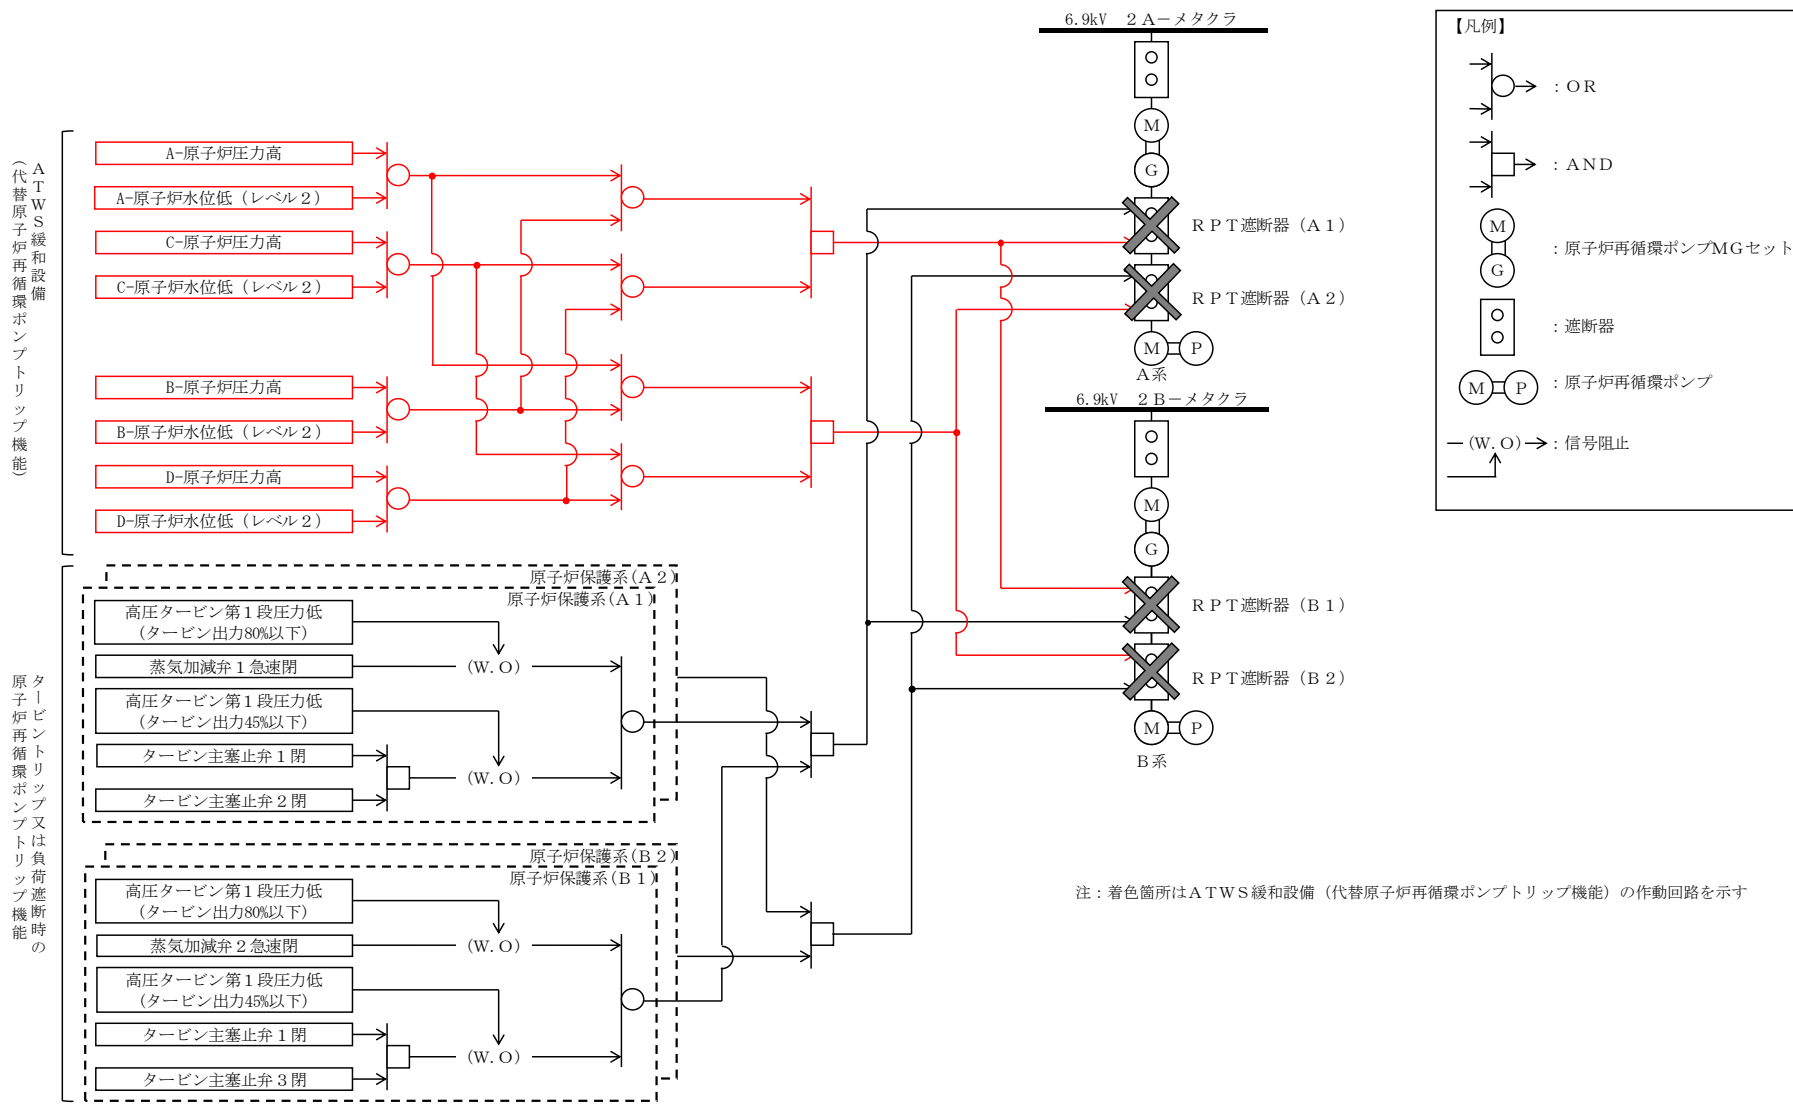 6.9kV ２Ａ－メタクラ
【凡例】
：ＯＲ
：ＡＮＤ
Ｍ
Ｇ
：原子炉再循環ポンプMGセット
：遮断器
Ｍ
Ｐ
：原子炉再循環ポンプ
(W.O)
：信号阻止
ＡＴＷＳ緩和設備
（代替原子炉再循環ポンプトリップ機能）
A-原子炉圧力高
A-原子炉水位低（レベル２）
C-原子炉圧力高
C-原子炉水位低（レベル２）
B-原子炉圧力高
B-原子炉水位低（レベル２）
D-原子炉圧力高
D-原子炉水位低（レベル２）
Ｍ
Ｇ
ＲＰＴ遮断器（Ａ１）
ＲＰＴ遮断器（Ａ２）
Ｍ
Ｐ
Ａ系
6.9kV ２Ｂ－メタクラ
Ｍ
Ｇ
ＲＰＴ遮断器（Ｂ１）
ＲＰＴ遮断器（Ｂ２）
Ｍ
Ｐ
Ｂ系
タービントリップ又は負荷遮断時の
原子炉再循環ポンプトリップ機能
原子炉保護系(Ａ２)
原子炉保護系(Ａ１)
高圧タービン第１段圧力低
(タービン出力80%以下)
蒸気加減弁１急速閉
(W.O)
高圧タービン第１段圧力低
(タービン出力45%以下)
タービン主塞止弁１閉
(W.O)
タービン主塞止弁２閉
原子炉保護系(Ｂ２)
原子炉保護系(Ｂ１)
高圧タービン第１段圧力低
(タービン出力80%以下)
蒸気加減弁２急速閉
(W.O)
高圧タービン第１段圧力低
(タービン出力45%以下)
タービン主塞止弁１閉
(W.O)
タービン主塞止弁３閉
注：着色箇所はＡＴＷＳ緩和設備（代替原子炉再循環ポンプトリップ機能）の作動回路を示す